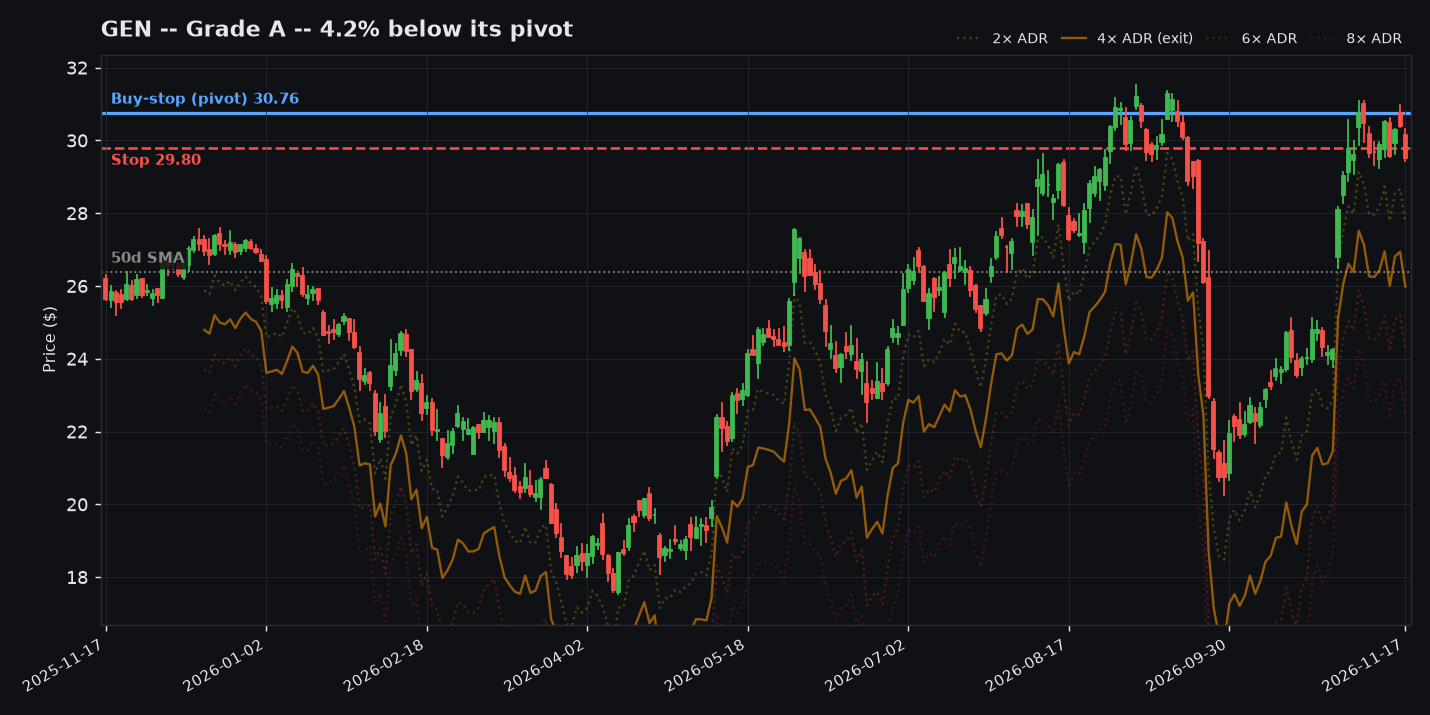 GEN -- Grade A -- 4.2% below its pivot
2× ADR
4× ADR (exit)
6× ADR
8× ADR
32
30
28
26
24
22
20
18
Price ($)
Buy-stop (pivot) 30.76
Stop 29.80
50d SMA
2025-11-17
2026-01-02
2026-02-18
2026-04-02
2026-05-18
2026-07-02
2026-08-17
2026-09-30
2026-11-17